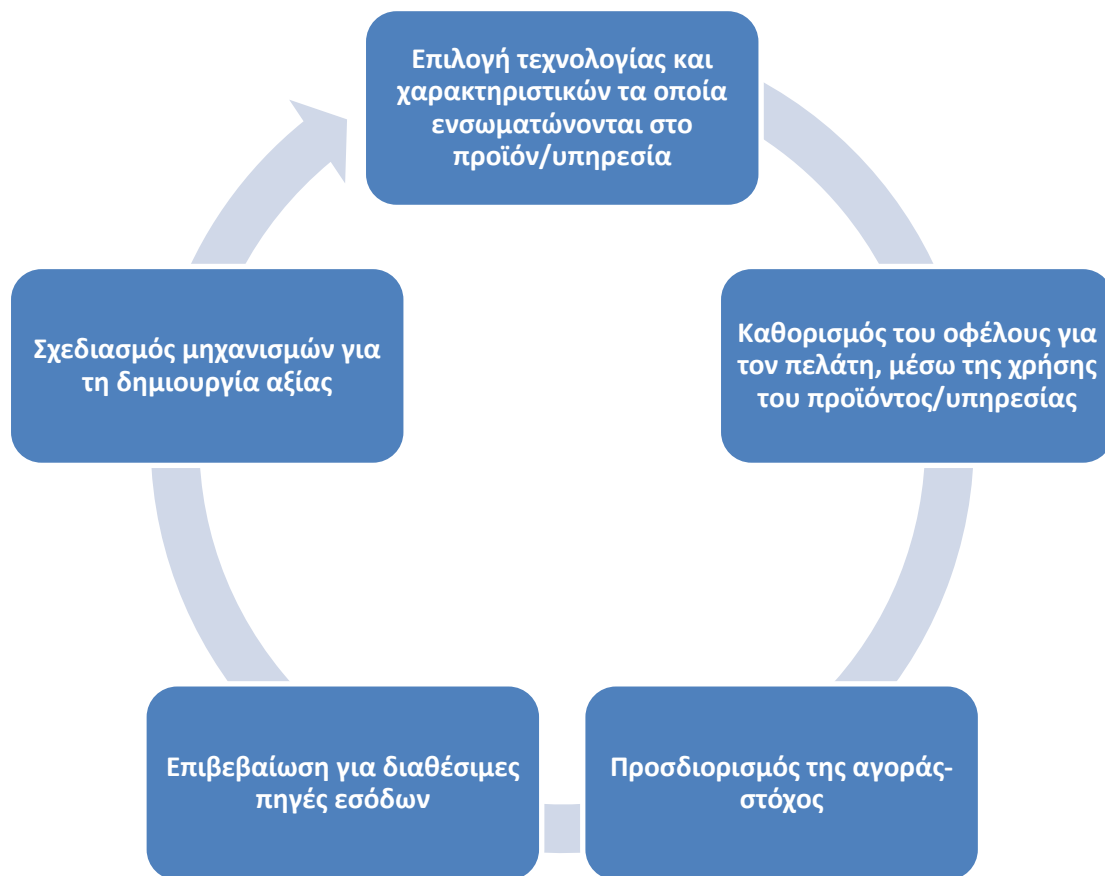 Επιλογή τεχνολογίας και
χαρακτηριστικών τα οποία
ενσωματώνονται στο
προϊόν/υπηρεσία
Καθορισμός του οφέλους για
τον πελάτη, μέσω της χρήσης
του προϊόντος/υπηρεσίας
Προσδιορισμός της αγοράς-
στόχος
Επιβεβαίωση για διαθέσιμες
πηγές εσόδων
Σχεδιασμός μηχανισμών για
τη δημιουργία αξίας